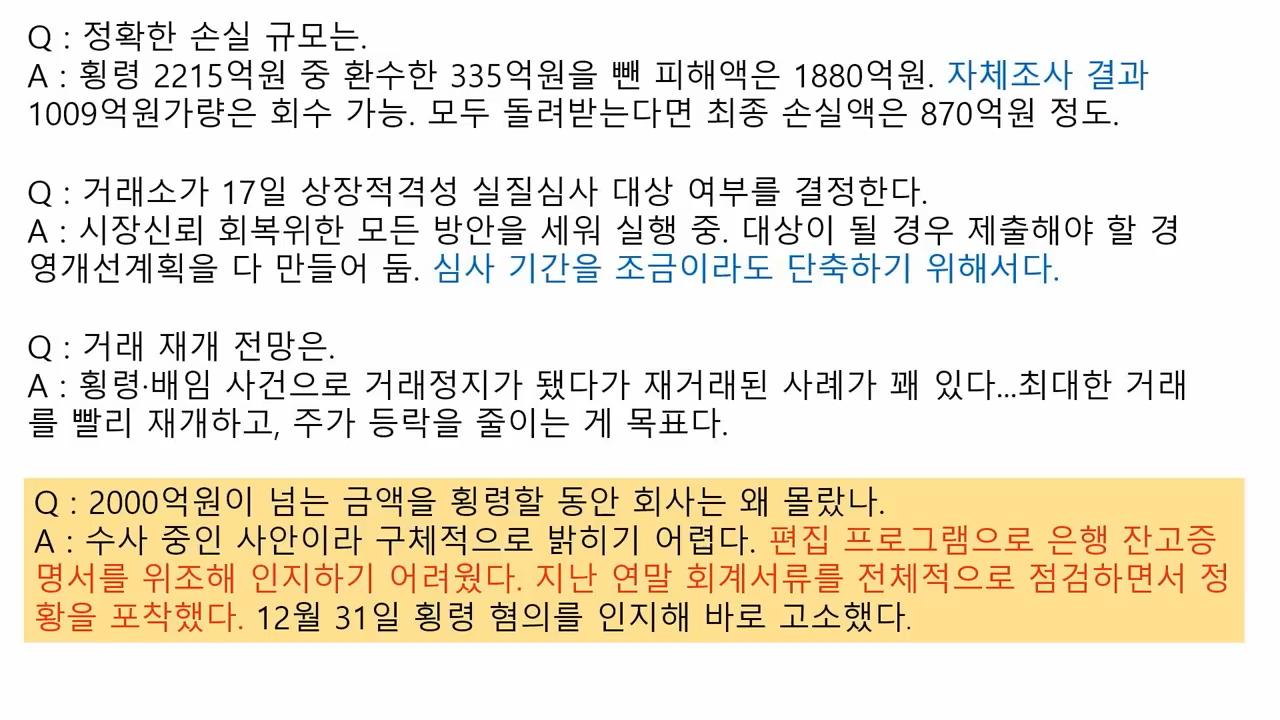 Q : 정확한 손실 규모는.
A : 횡령 2215억원 중 환수한 335억원을 뺀 피해액은 1880억원. 자체조사 결과
1009억원가량은 회수 가능. 모두 돌려받는다면 최종 손실액은 870억원 정도.
Q : 거래소가 17일 상장적격성 실질심사 대상 여부를 결정한다.
A : 시장신뢰 회복위한 모든 방안을 세워 실행 중. 대상이 될 경우 제출해야 할 경
영개선계획을 다 만들어 둠. 심사 기간을 조금이라도 단축하기 위해서다.
Q : 거래 재개 전망은.
A : 횡령·배임 사건으로 거래정지가 됐다가 재거래된 사례가 꽤 있다...최대한 거래
를 빨리 재개하고, 주가 등락을 줄이는 게 목표다.
Q : 2000억원이 넘는 금액을 횡령할 동안 회사는 왜 몰랐나.
A : 수사 중인 사안이라 구체적으로 밝히기 어렵다. 편집 프로그램으로 은행 잔고증
명서를 위조해 인지하기 어려웠다. 지난 연말 회계서류를 전체적으로 점검하면서 정
황을 포착했다. 12월 31일 횡령 혐의를 인지해 바로 고소했다.